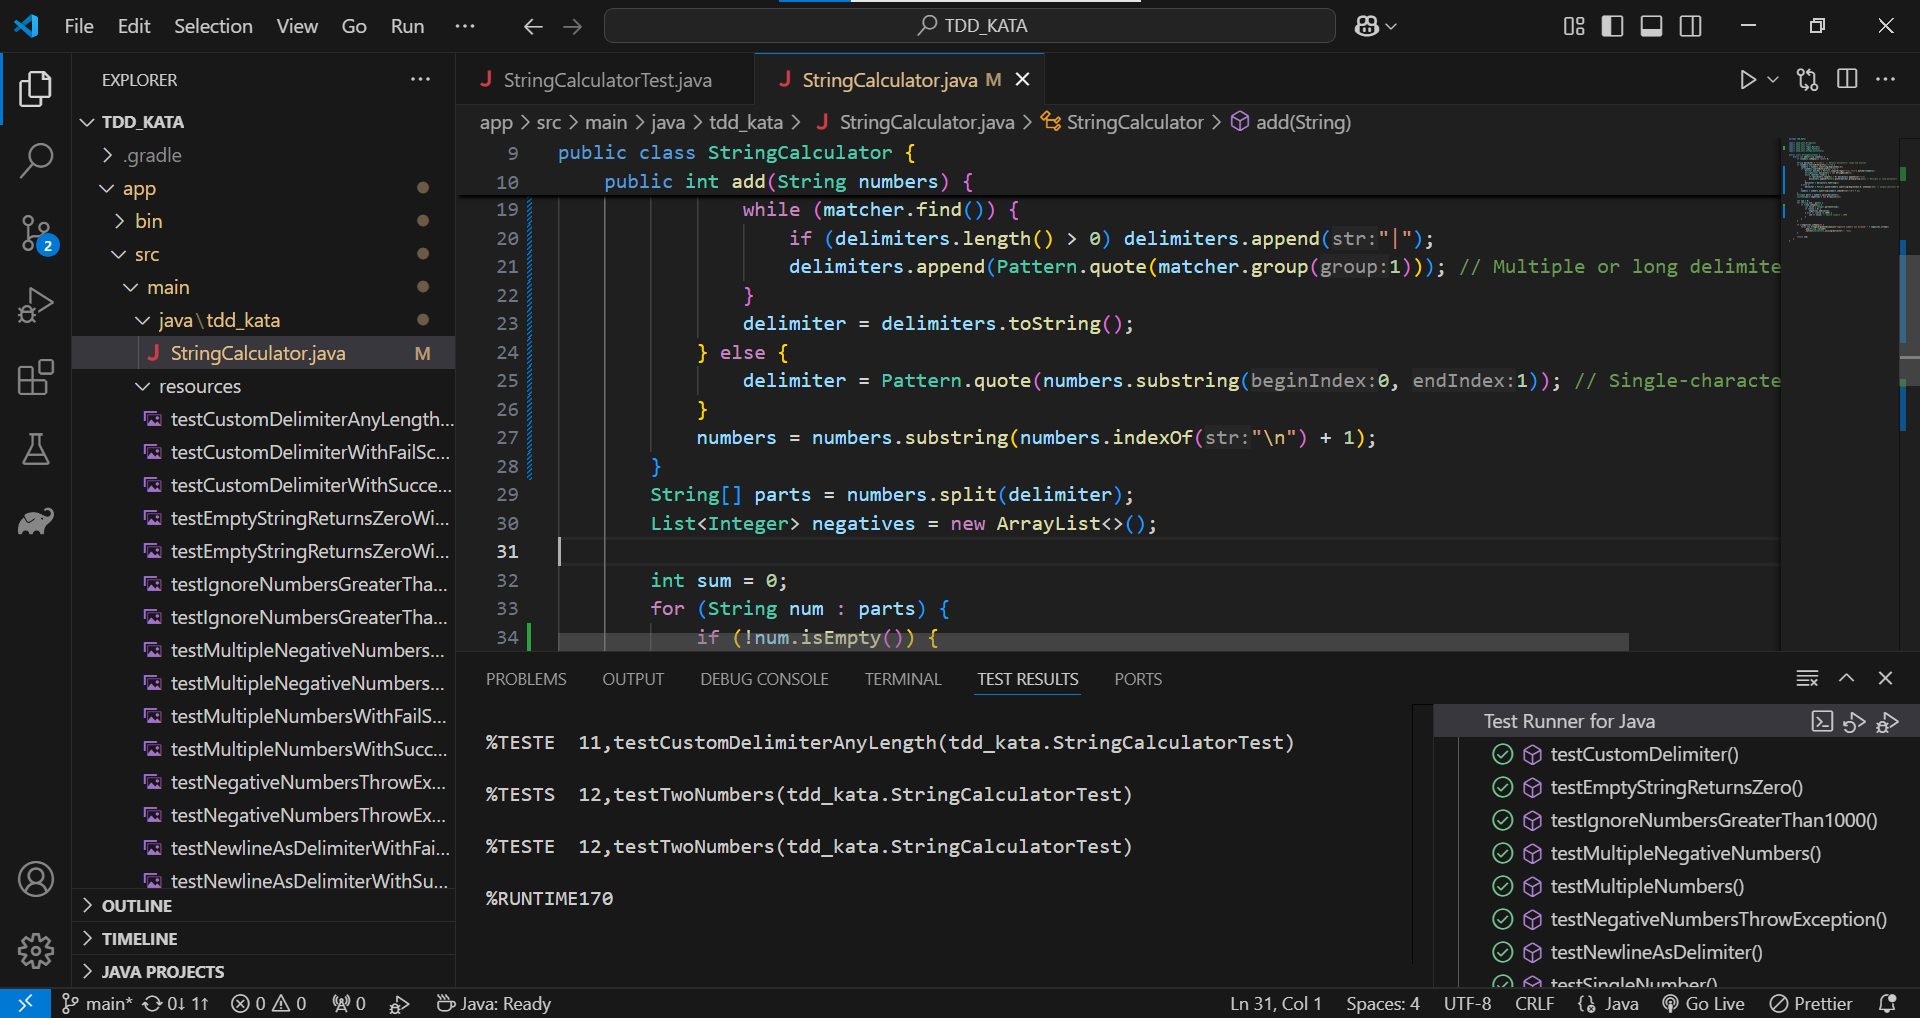 File Edit Selection View Go Run ··· TDD_KATA
EXPLORER ···
TDD_KATA
.gradle
app
bin
src
main
java\tdd_kata
StringCalculator.java M
resources
testCustomDelimiterAnyLength...
testCustomDelimiterWithFailSc...
testCustomDelimiterWithSucce...
testEmptyStringReturnsZeroWi...
testEmptyStringReturnsZeroWi...
testIgnoreNumbersGreaterTha...
testIgnoreNumbersGreaterTha...
testMultipleNegativeNumbers...
testMultipleNegativeNumbers...
testMultipleNumbersWithFailS...
testMultipleNumbersWithSucc...
testNegativeNumbersThrowEx...
testNegativeNumbersThrowEx...
testNewlineAsDelimiterWithFai...
testNewlineAsDelimiterWithSu...
OUTLINE
TIMELINE
JAVA PROJECTS
2
J StringCalculatorTest.java J StringCalculator.java M
app > src > main > java > tdd_kata > J StringCalculator.java > StringCalculator > add(String)
9 public class StringCalculator {
10 public int add(String numbers) {
19 while (matcher.find()) {
20 if (delimiters.length() > 0) delimiters.append(str:"|");
21 delimiters.append(Pattern.quote(matcher.group(group:1))); // Multiple or long delimite
22 }
23 delimiter = delimiters.toString();
24 } else {
25 delimiter = Pattern.quote(numbers.substring(beginIndex:0, endIndex:1)); // Single-characte
26 }
27 numbers = numbers.substring(numbers.indexOf(str:"\n") + 1);
28 }
29 String[] parts = numbers.split(delimiter);
30 List<Integer> negatives = new ArrayList<>();
31
32 int sum = 0;
33 for (String num : parts) {
34 if (!num.isEmpty()) {
PROBLEMS OUTPUT DEBUG CONSOLE TERMINAL TEST RESULTS PORTS
%TESTE 11,testCustomDelimiterAnyLength(tdd_kata.StringCalculatorTest)
%TESTS 12,testTwoNumbers(tdd_kata.StringCalculatorTest)
%TESTE 12,testTwoNumbers(tdd_kata.StringCalculatorTest)
%RUNTIME170
Test Runner for Java
testCustomDelimiter()
testEmptyStringReturnsZero()
testIgnoreNumbersGreaterThan1000()
testMultipleNegativeNumbers()
testMultipleNumbers()
testNegativeNumbersThrowException()
testNewlineAsDelimiter()
testSingleNumber()
main* 0↓ 1↑ 0 0 0 Java: Ready Ln 31, Col 1 Spaces: 4 UTF-8 CRLF {} Java Go Live Prettier